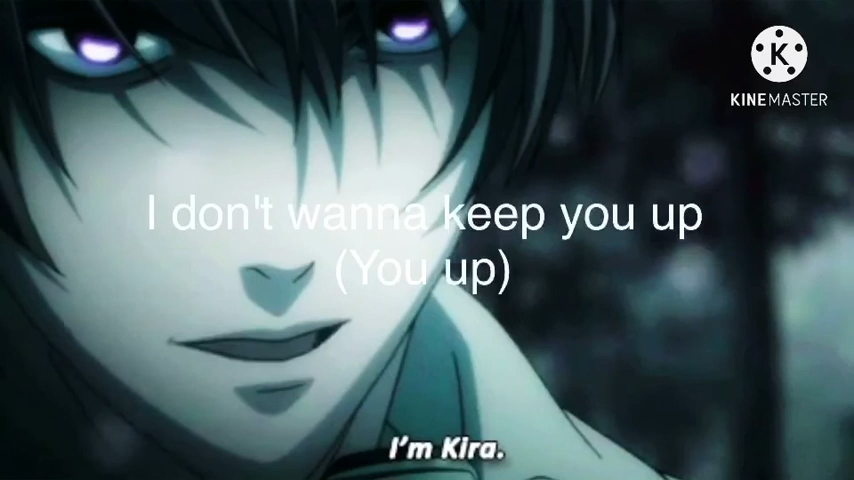 K
KINEMASTER
I don't wanna keep you up
(You up)
I'm Kira.